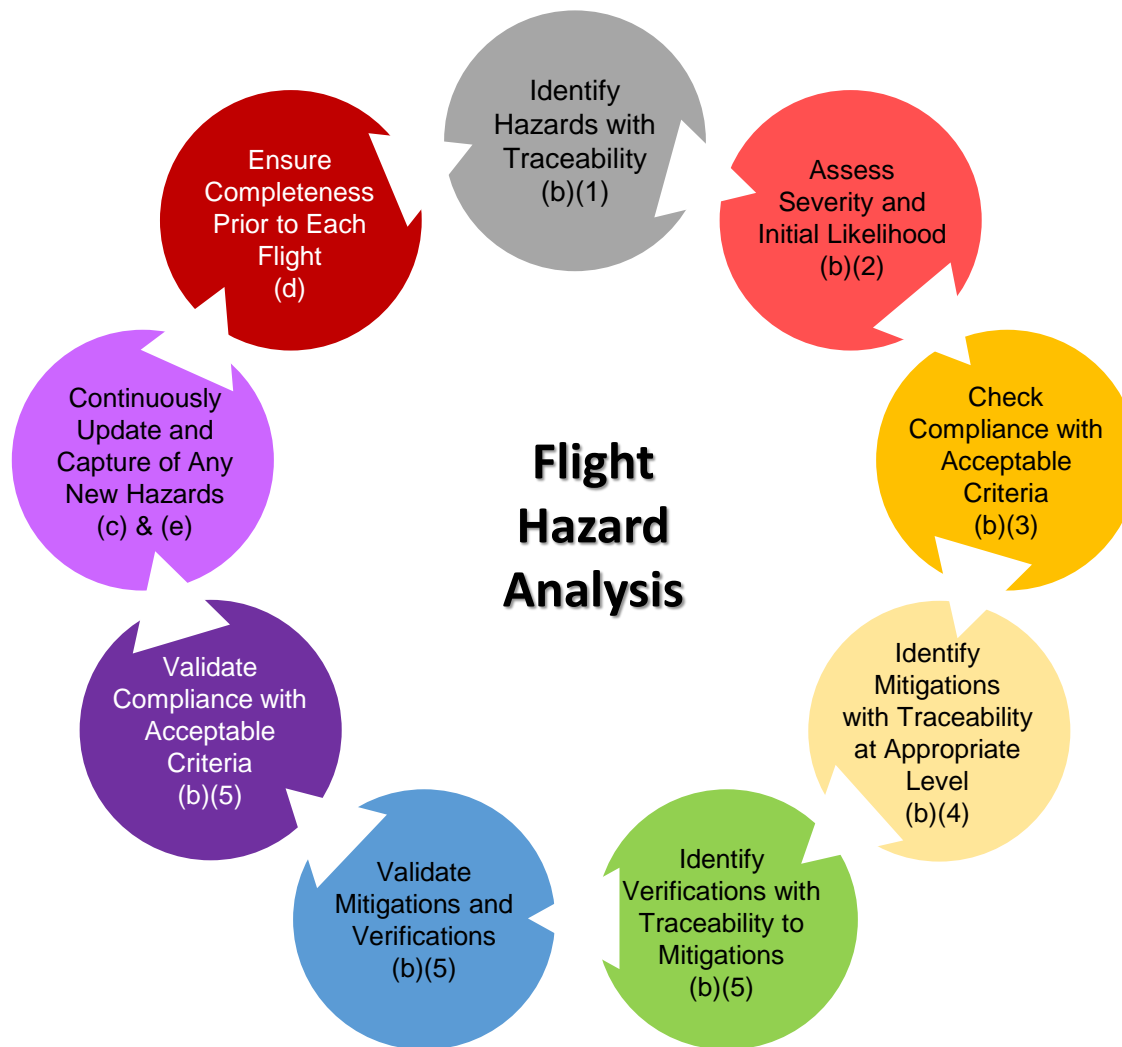 Identify
Hazards with
Traceability
(b)(1)
Assess
Severity and
Initial Likelihood
(b)(2)
Check
Compliance with
Acceptable
Criteria
(b)(3)
Identify
Mitigations
with Traceability
at Appropriate
Level
(b)(4)
Identify
Verifications with
Traceability to
Mitigations
(b)(5)
Validate
Mitigations and
Verifications
(b)(5)
Validate
Compliance with
Acceptable
Criteria
(b)(5)
Continuously
Update and
Capture of Any
New Hazards
(c) & (e)
Ensure
Completeness
Prior to Each
Flight
(d)
Flight
Hazard
Analysis